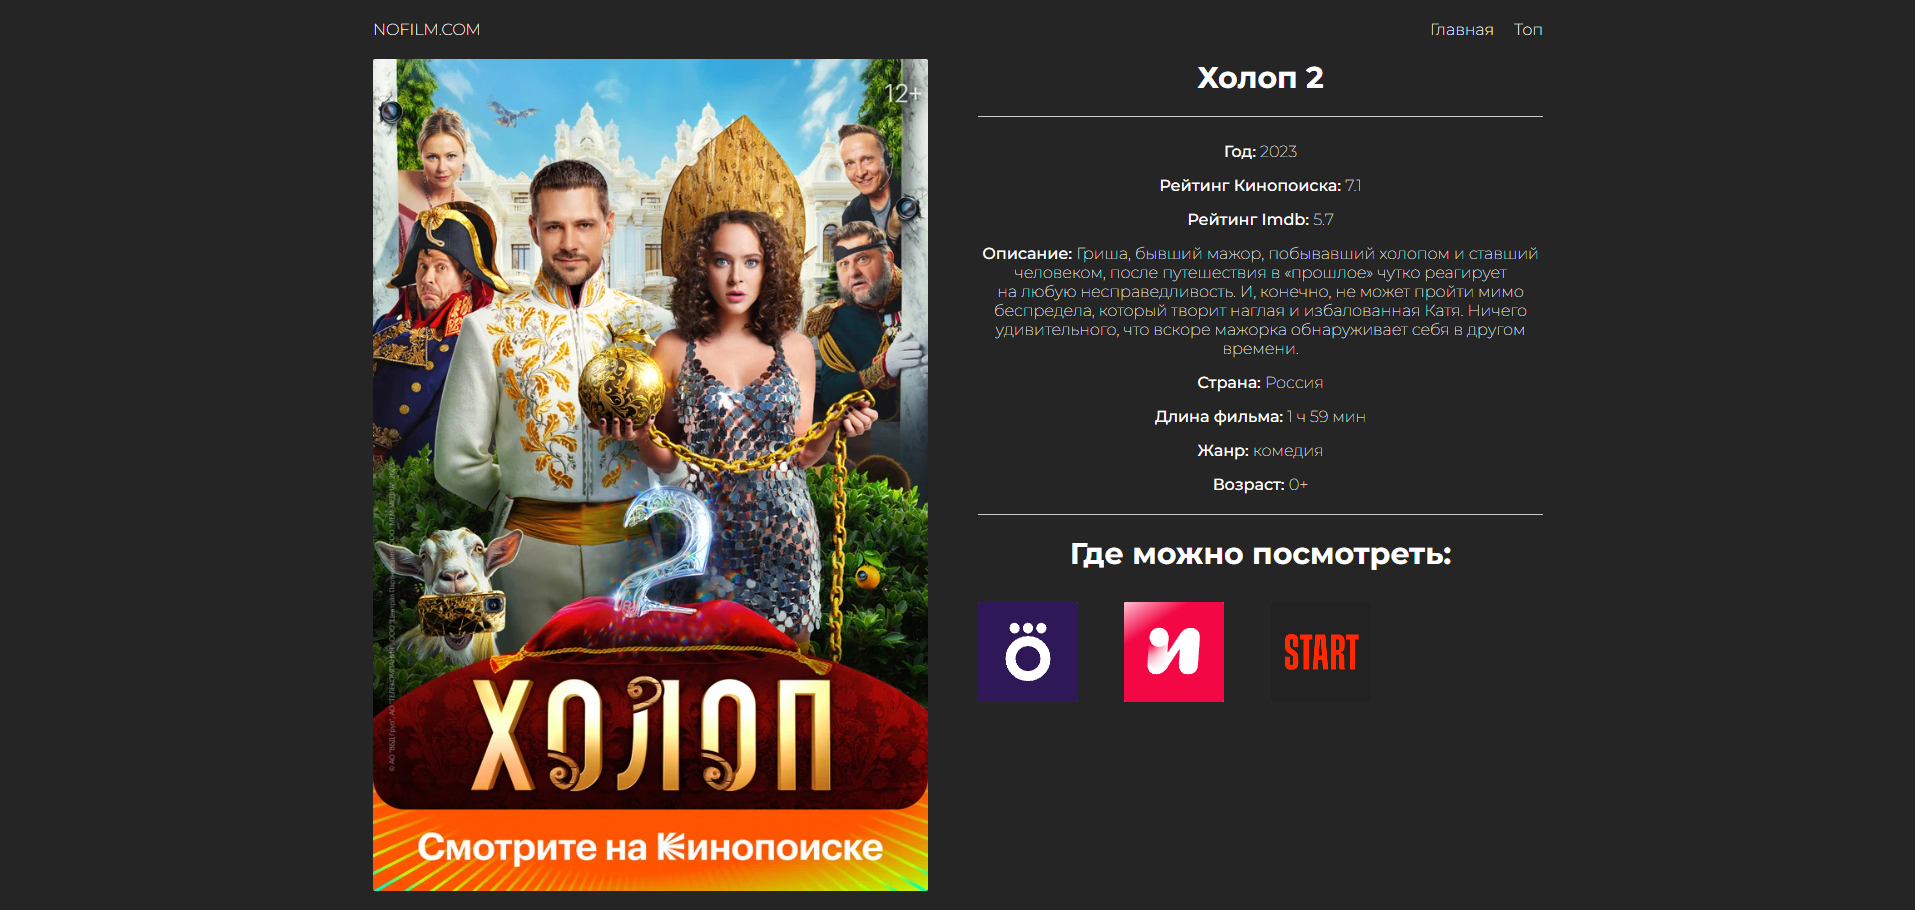 NOFILM.COM
Главная
Топ
12+
2
ХОЛОП
Смотрите на Кинопоиске
Холоп 2
Год: 2023
Рейтинг Кинопоиска: 7.1
Рейтинг Imdb: 5.7
Описание: Гриша, бывший мажор, побывавший холопом и ставший
человеком, после путешествия в «прошлое» чутко реагирует
на любую несправедливость. И, конечно, не может пройти мимо
беспредела, который творит наглая и избалованная Катя. Ничего
удивительного, что вскоре мажорка обнаруживает себя в другом
времени.
Страна: Россия
Длина фильма: 1 ч 59 мин
Жанр: комедия
Возраст: 0+
Где можно посмотреть:
и
START